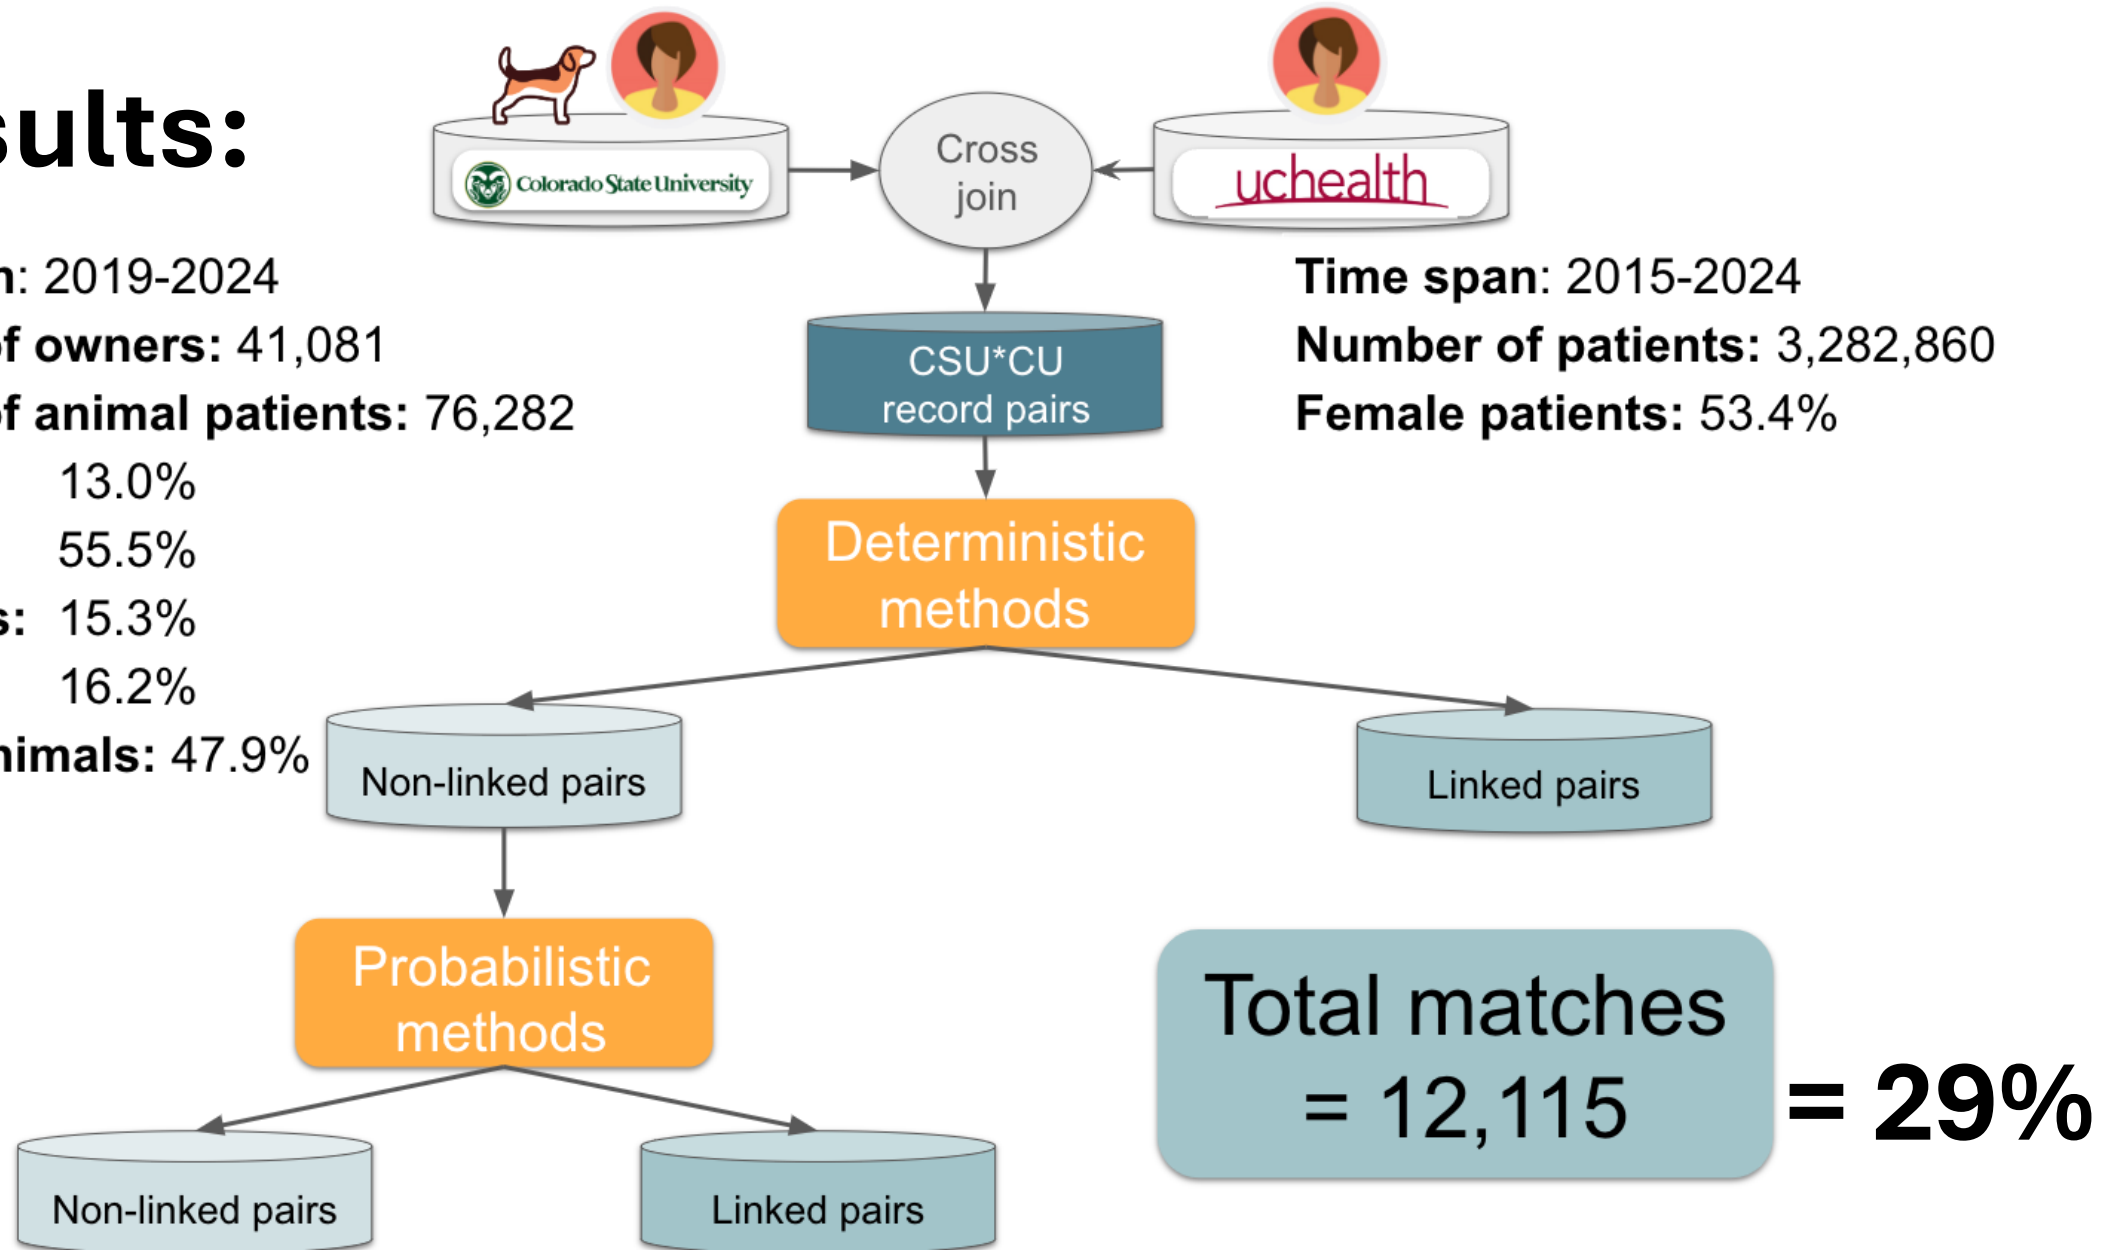 sults:
Colorado State University
Cross
join
uchealth
n: 2019-2024
of owners: 41,081
of animal patients: 76,282
13.0%
55.5%
s: 15.3%
16.2%
nimals: 47.9%
Time span: 2015-2024
Number of patients: 3,282,860
Female patients: 53.4%
CSU*CU
record pairs
Deterministic
methods
Non-linked pairs
Linked pairs
Probabilistic
methods
Non-linked pairs
Linked pairs
Total matches
= 12,115
= 29%